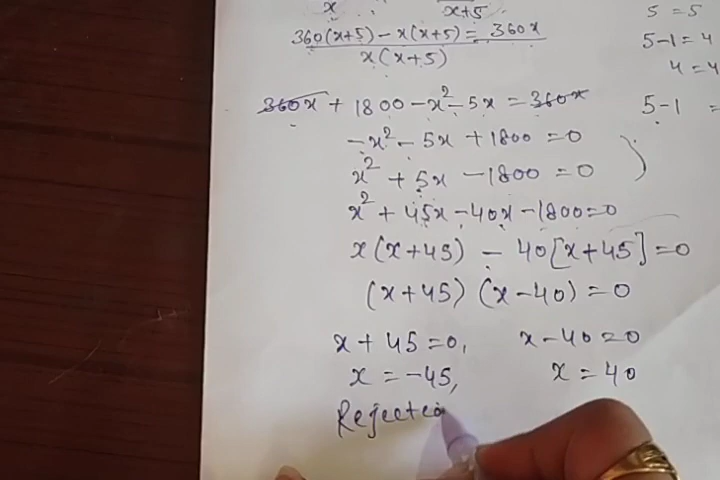 x x+5
360(x+5) - x(x+5) = 360x
x(x+5)
360x + 1800 - x² - 5x = 360x
-x² - 5x + 1800 = 0
x² + 5x - 1800 = 0
x² + 45x - 40x - 1800 = 0
x(x+45) - 40[x+45] = 0
(x+45) (x-40) = 0
x + 45 = 0, x - 40 = 0
x = -45, x = 40
Rejected
5 = 5
5-1 = 4
4 = 4
5-1 =